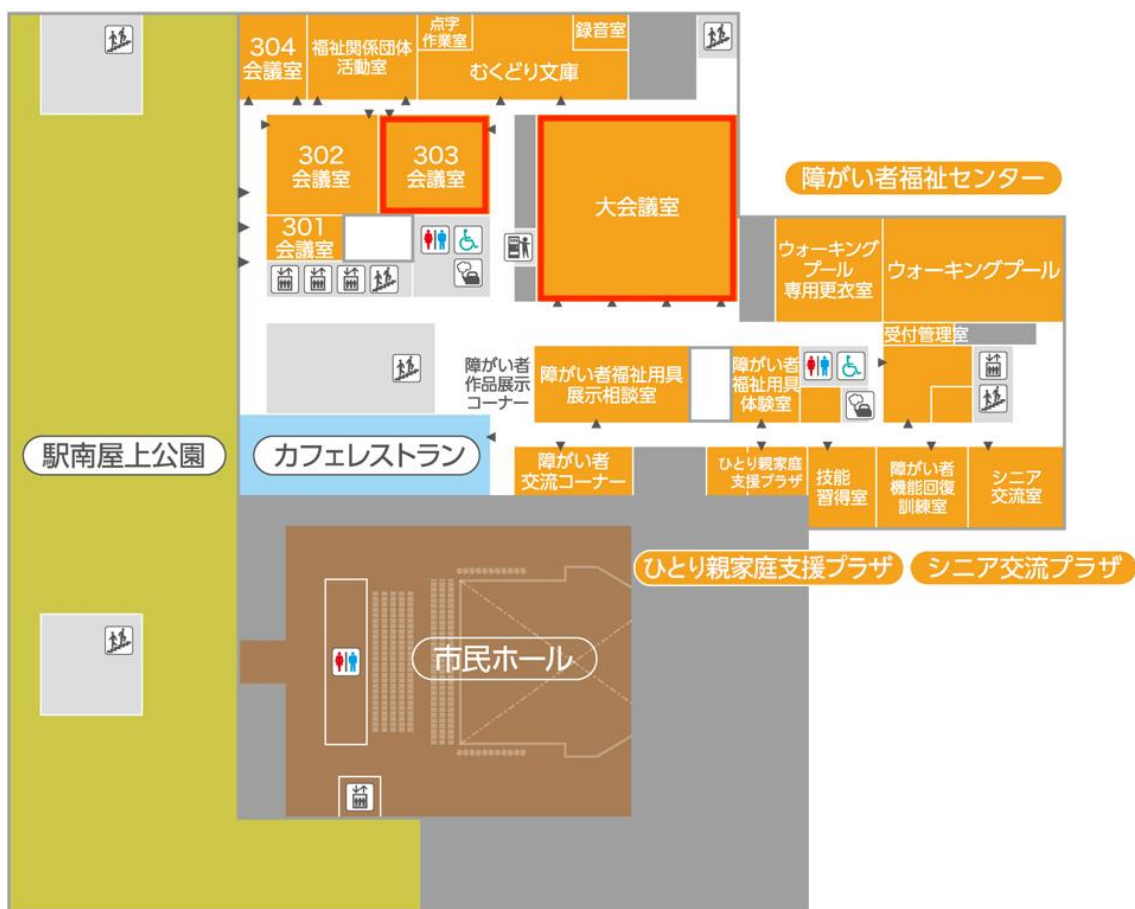 304
会議室
福祉関係団体
活動室
点字
作業室
録音室
むくどり文庫
302
会議室
303
会議室
大会議室
301
会議室
障がい者福祉センター
ウォーキング
プール
専用更衣室
ウォーキングプール
受付管理室
障がい者
作品展示
コーナー
障がい者福祉用具
展示相談室
障がい者
福祉用具
体験室
駅南屋上公園
カフェレストラン
障がい者
交流コーナー
ひとり親家庭
支援プラザ
技能
習得室
障がい者
機能回復
訓練室
シニア
交流室
ひとり親家庭支援プラザ
シニア交流プラザ
市民ホール